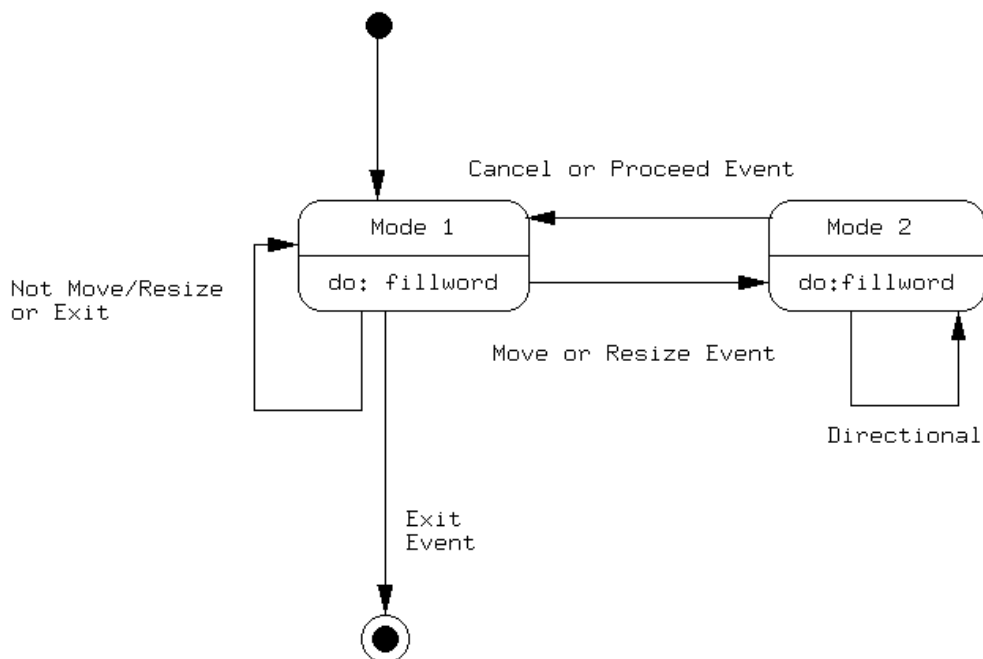 Cancel or Proceed Event
Mode 1
Mode 2
do: fillword
do:fillword
Not Move/Resize
or Exit
Move or Resize Event
Directional
Exit
Event